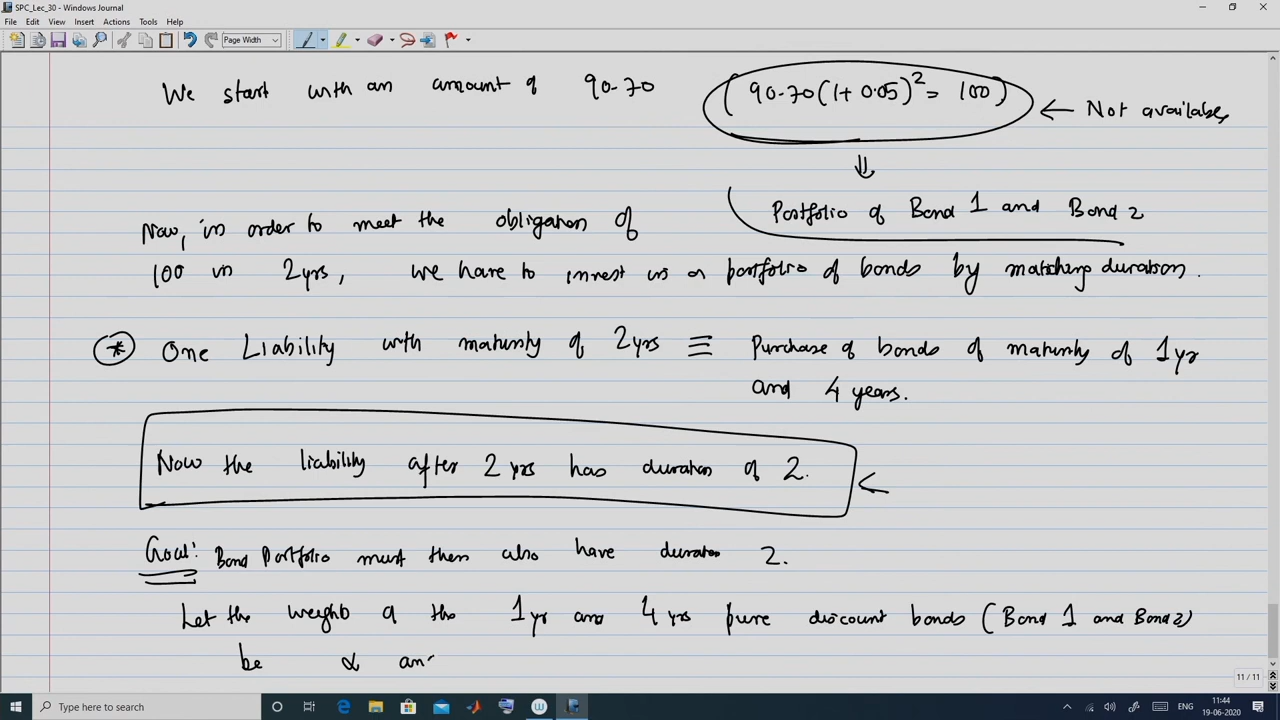 SPC_Lec_30 - Windows Journal
File Edit View Insert Actions Tools Help
Page Width
We start with an amount of 90.70 (90.70(1+0.05)²= 100) ← Not available
⇓
Portfolio of Bond 1 and Bond 2
Now, in order to meet the obligation of
100 in 2yrs, we have to invest in a portfolio of bonds by matching duration.
* One Liability with maturity of 2yrs ≡ Purchase of bonds of maturity of 1yr
and 4 years.
Now the liability after 2 yrs has duration of 2. ←
Goal: Bond Portfolio must then also have duration 2.
Let the weights of the 1yr and 4 yrs pure discount bonds (Bond 1 and Bond 2)
be α an
11 / 11
Type here to search
ENG
11:44
19-06-2020